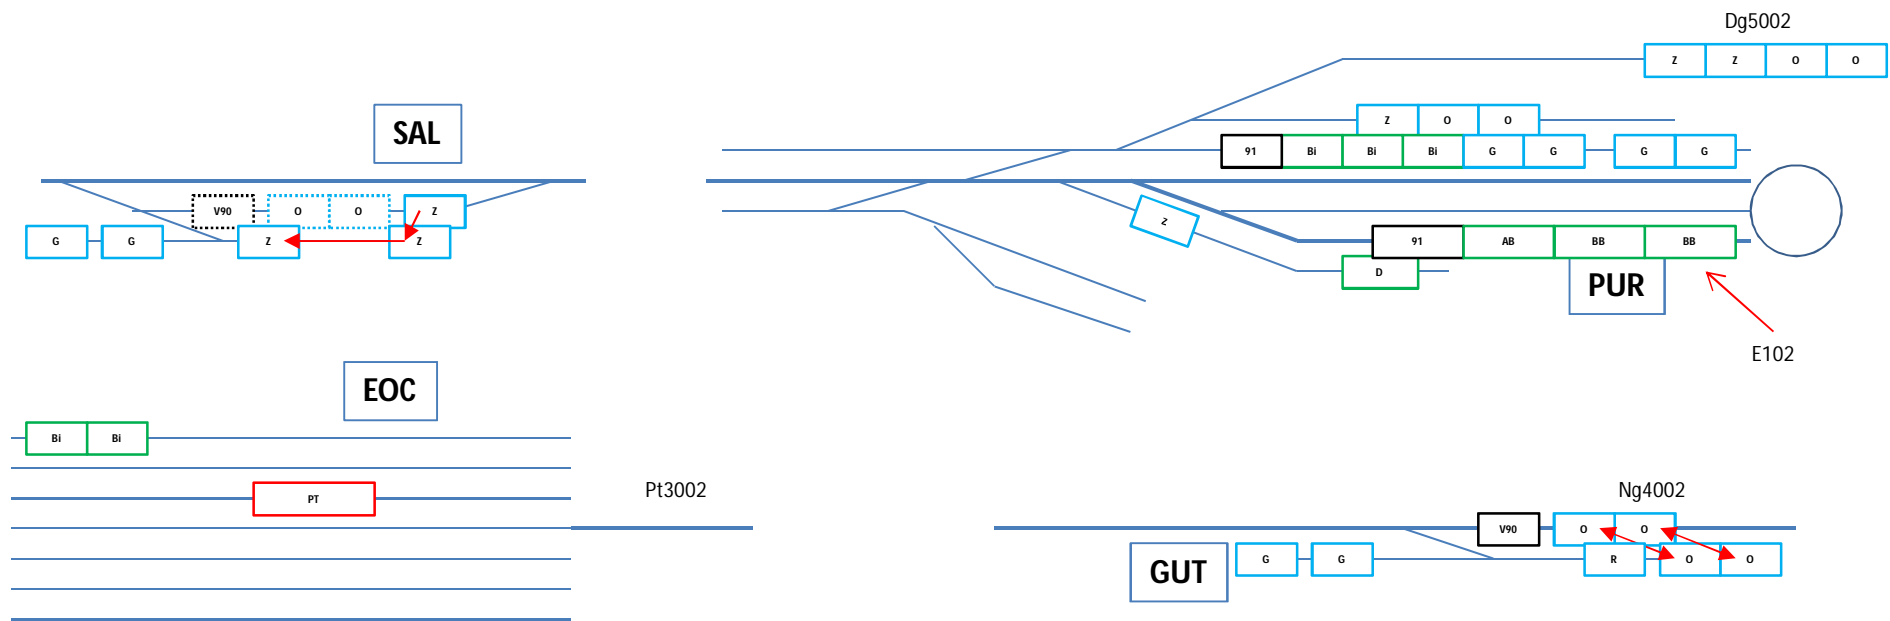 Dg5002
Z Z O O
SAL
Z O O
91 Bi Bi Bi G G G G
V90 O O Z
Z
G G Z Z
91 AB BB BB
D
PUR
E102
EOC
Bi Bi
PT
Pt3002
Ng4002
V90 O O
GUT
G G R O O